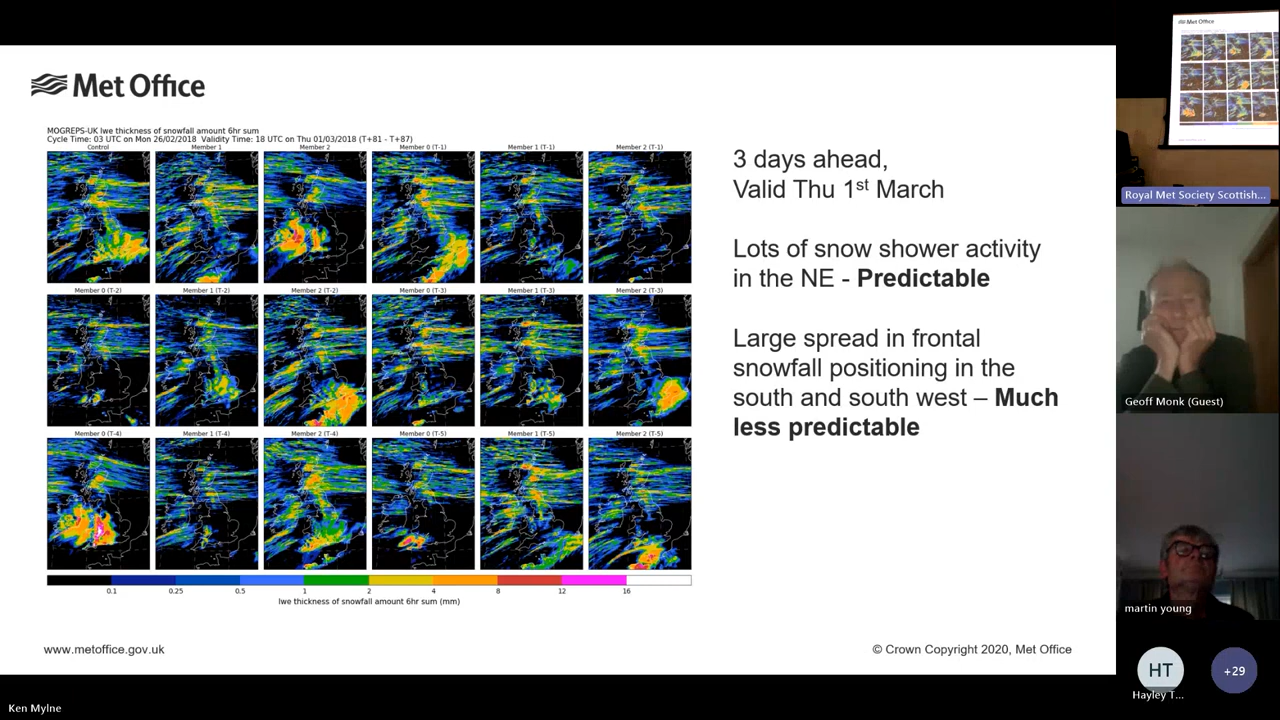 Met Office
MOGREPS-UK lwe thickness of snowfall amount 6hr sum
Cycle Time: 03 UTC on Mon 26/02/2018 Validity Time: 18 UTC on Thu 01/03/2018 (T+81 - T+87)
Control Member 1 Member 2 Member 0 (T-1) Member 1 (T-1) Member 2 (T-1)
Member 0 (T-2) Member 1 (T-2) Member 2 (T-2) Member 0 (T-3) Member 1 (T-3) Member 2 (T-3)
Member 0 (T-4) Member 1 (T-4) Member 2 (T-4) Member 0 (T-5) Member 1 (T-5) Member 2 (T-5)
0.1 0.25 0.5 1 2 4 8 12 16
lwe thickness of snowfall amount 6hr sum (mm)
3 days ahead,
Valid Thu 1st March
Lots of snow shower activity
in the NE - Predictable
Large spread in frontal
snowfall positioning in the
south and south west – Much
less predictable
www.metoffice.gov.uk
© Crown Copyright 2020, Met Office
Ken Mylne
Met Office
Royal Met Society Scottish...
Geoff Monk (Guest)
martin young
HT
Hayley T...
+29